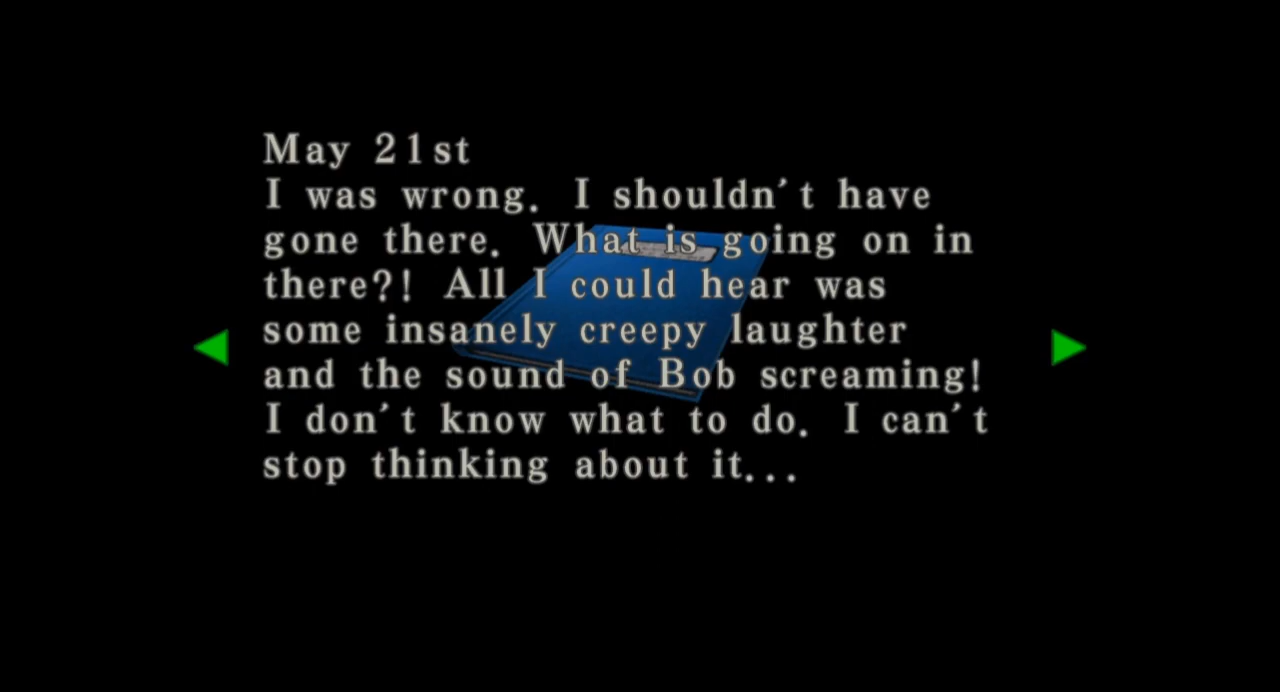 May 21st
I was wrong. I shouldn't have
gone there. What is going on in
there?! All I could hear was
some insanely creepy laughter
and the sound of Bob screaming!
I don't know what to do. I can't
stop thinking about it...